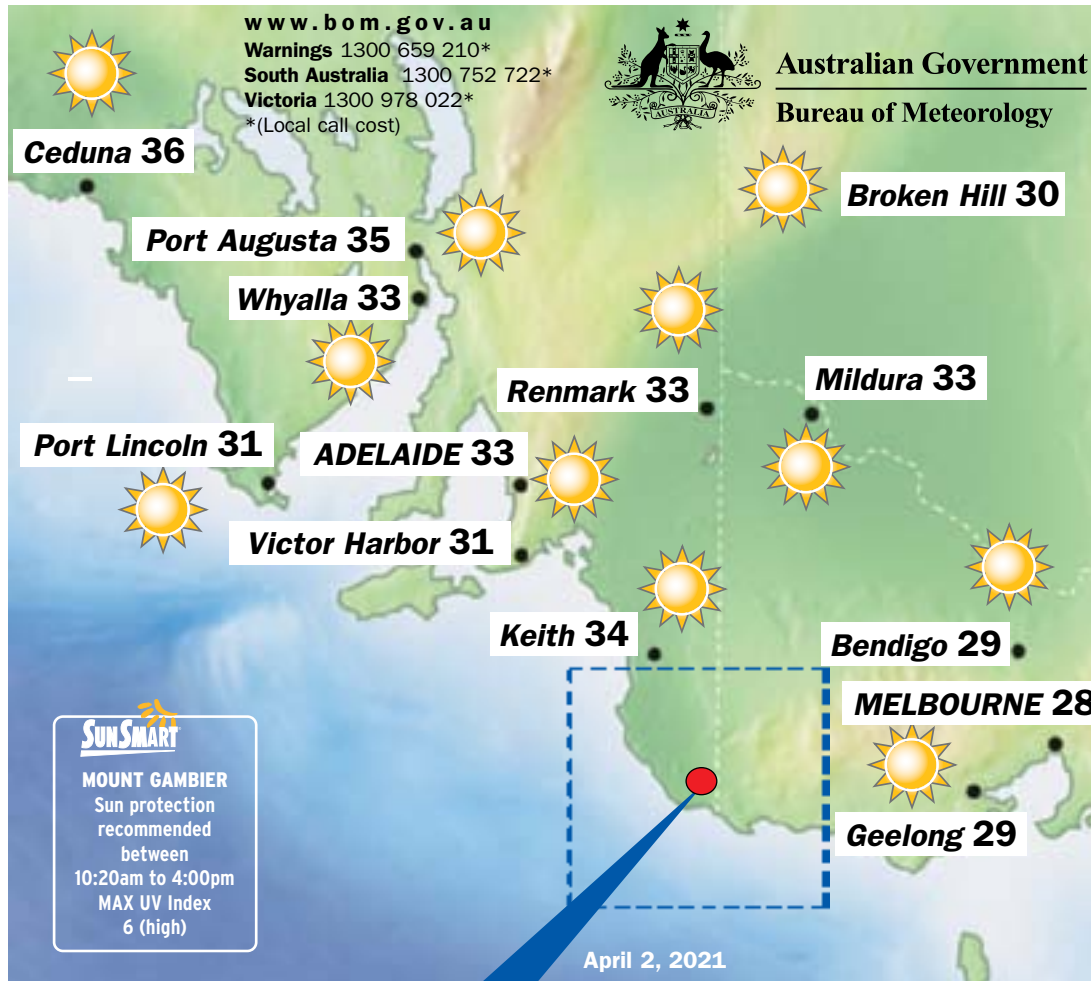 www.bom.gov.au
Warnings 1300 659 210*
South Australia 1300 752 722*
Victoria 1300 978 022*
*(Local call cost)
AUSTRALIA
Australian Government
Bureau of Meteorology
Ceduna 36
Broken Hill 30
Port Augusta 35
Whyalla 33
Renmark 33
Mildura 33
Port Lincoln 31
ADELAIDE 33
Victor Harbor 31
Keith 34
Bendigo 29
MELBOURNE 28
Geelong 29
SUNSMART
MOUNT GAMBIER
Sun protection
recommended
between
10:20am to 4:00pm
MAX UV Index
6 (high)
April 2, 2021